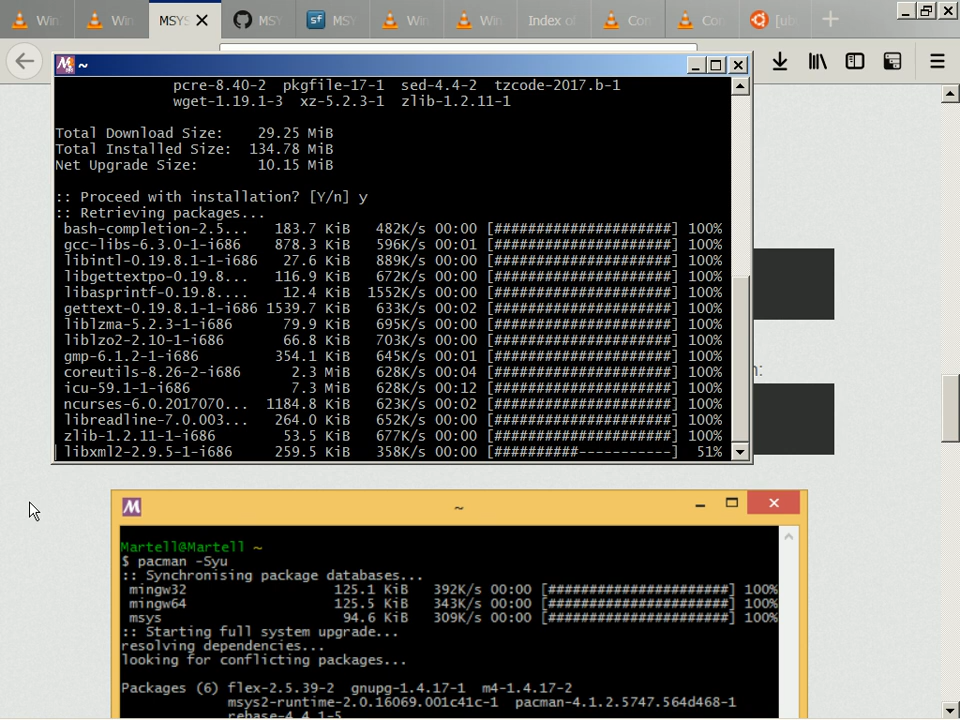 Win
Win
MSYS
MS
MSY
Win
Win
Index o
Cor
Con
[ub
~
pcre-8.40-2  pkgfile-17-1  sed-4.4-2  tzcode-2017.b-1
wget-1.19.1-3  xz-5.2.3-1  zlib-1.2.11-1
Total Download Size:    29.25 MiB
Total Installed Size:  134.78 MiB
Net Upgrade Size:       10.15 MiB
:: Proceed with installation? [Y/n] y
:: Retrieving packages...
bash-completion-2.5...   183.7 KiB   482K/s 00:00 [#####################] 100%
gcc-libs-6.3.0-1-i686    878.3 KiB   596K/s 00:01 [#####################] 100%
libintl-0.19.8.1-1-i686   27.6 KiB   889K/s 00:00 [#####################] 100%
libgettextpo-0.19.8...   116.9 KiB   672K/s 00:00 [#####################] 100%
libasprintf-0.19.8....    12.4 KiB  1552K/s 00:00 [#####################] 100%
gettext-0.19.8.1-1-i686 1539.7 KiB   633K/s 00:02 [#####################] 100%
liblzma-5.2.3-1-i686      79.9 KiB   695K/s 00:00 [#####################] 100%
liblzo2-2.10-1-i686       66.8 KiB   703K/s 00:00 [#####################] 100%
gmp-6.1.2-1-i686         354.1 KiB   645K/s 00:01 [#####################] 100%
coreutils-8.26-2-i686      2.3 MiB   628K/s 00:04 [#####################] 100%
icu-59.1-1-i686            7.3 MiB   628K/s 00:12 [#####################] 100%
ncurses-6.0.2017070...  1184.8 KiB   623K/s 00:02 [#####################] 100%
libreadline-7.0.003...   264.0 KiB   652K/s 00:00 [#####################] 100%
zlib-1.2.11-1-i686        53.5 KiB   677K/s 00:00 [#####################] 100%
libxml2-2.9.5-1-i686     259.5 KiB   358K/s 00:00 [##########-----------]  51%
n:
~
Martell@Martell ~
$ pacman -Syu
:: Synchronising package databases...
mingw32                  125.1 KiB   392K/s 00:00 [######################] 100%
mingw64                  125.5 KiB   343K/s 00:00 [######################] 100%
msys                      94.6 KiB   309K/s 00:00 [######################] 100%
:: Starting full system upgrade...
resolving dependencies...
looking for conflicting packages...
Packages (6) flex-2.5.39-2  gnupg-1.4.17-1  m4-1.4.17-2
msys2-runtime-2.0.16069.001c41c-1  pacman-4.1.2.5747.564d468-1
rebase-4.4.1-5